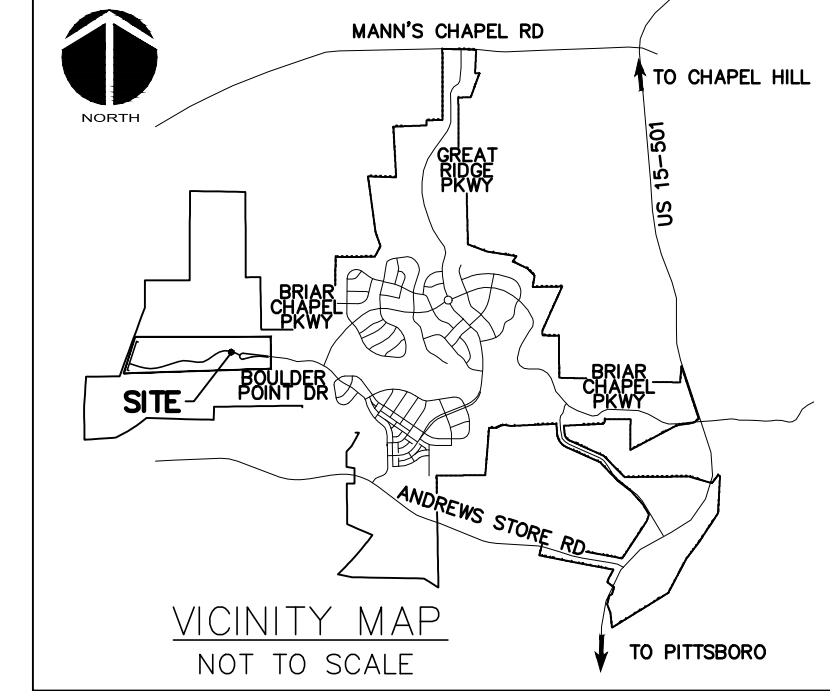 MANN'S CHAPEL RD
TO CHAPEL HILL
NORTH
GREAT
RIDGE
PKWY
US 15-501
BRIAR
CHAPEL
PKWY
BOULDER
POINT DR
SITE
BRIAR
CHAPEL
PKWY
ANDREWS STORE RD
VICINITY MAP
NOT TO SCALE
TO PITTSBORO